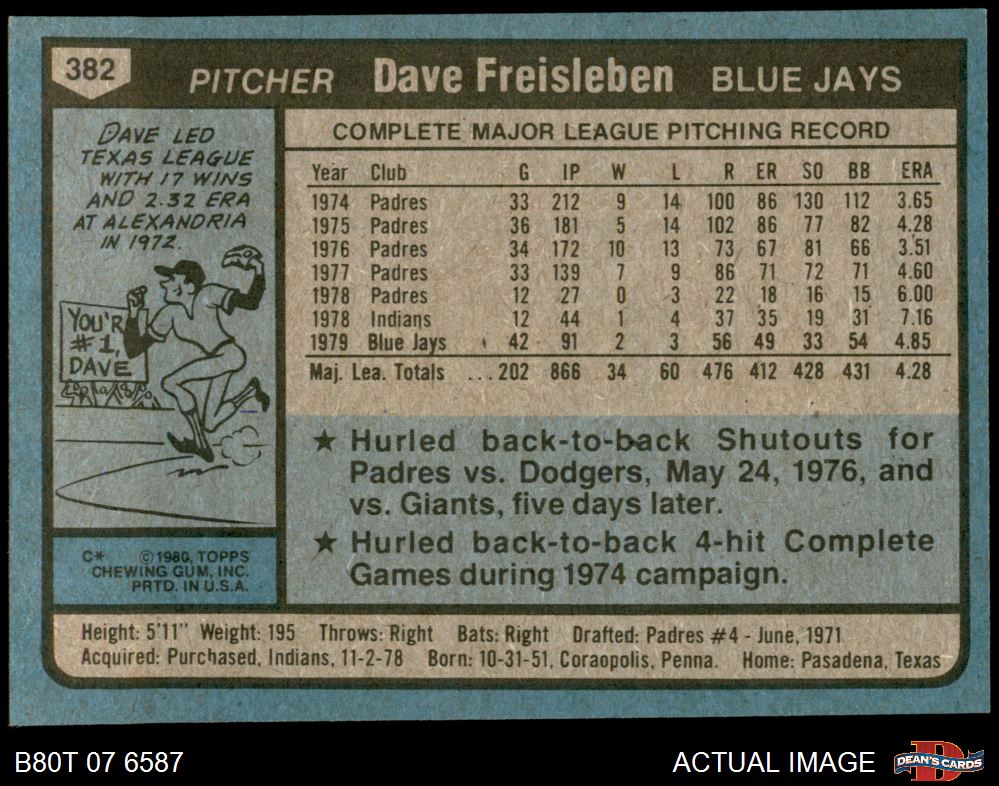 382
PITCHER Dave Freisleben BLUE JAYS
DAVE LED
TEXAS LEAGUE
WITH 17 WINS
AND 2.32 ERA
AT ALEXANDRIA
IN 1972.
YOU'R
#1,
DAVE
COMPLETE MAJOR LEAGUE PITCHING RECORD
Year Club G IP W L R ER SO BB ERA
1974 Padres 33 212 9 14 100 86 130 112 3.65
1975 Padres 36 181 5 14 102 86 77 82 4.28
1976 Padres 34 172 10 13 73 67 81 66 3.51
1977 Padres 33 139 7 9 86 71 72 71 4.60
1978 Padres 12 27 0 3 22 18 16 15 6.00
1978 Indians 12 44 1 4 37 35 19 31 7.16
1979 Blue Jays 42 91 2 3 56 49 33 54 4.85
Maj. Lea. Totals ... 202 866 34 60 476 412 428 431 4.28
★ Hurled back-to-back Shutouts for
Padres vs. Dodgers, May 24, 1976, and
vs. Giants, five days later.
★ Hurled back-to-back 4-hit Complete
Games during 1974 campaign.
C* ©1980, TOPPS
CHEWING GUM, INC.
PRTD. IN U.S.A.
Height: 5'11" Weight: 195 Throws: Right Bats: Right Drafted: Padres #4 - June, 1971
Acquired: Purchased, Indians, 11-2-78 Born: 10-31-51, Coraopolis, Penna. Home: Pasadena, Texas
B80T 07 6587
ACTUAL IMAGE
DEAN'S CARDS